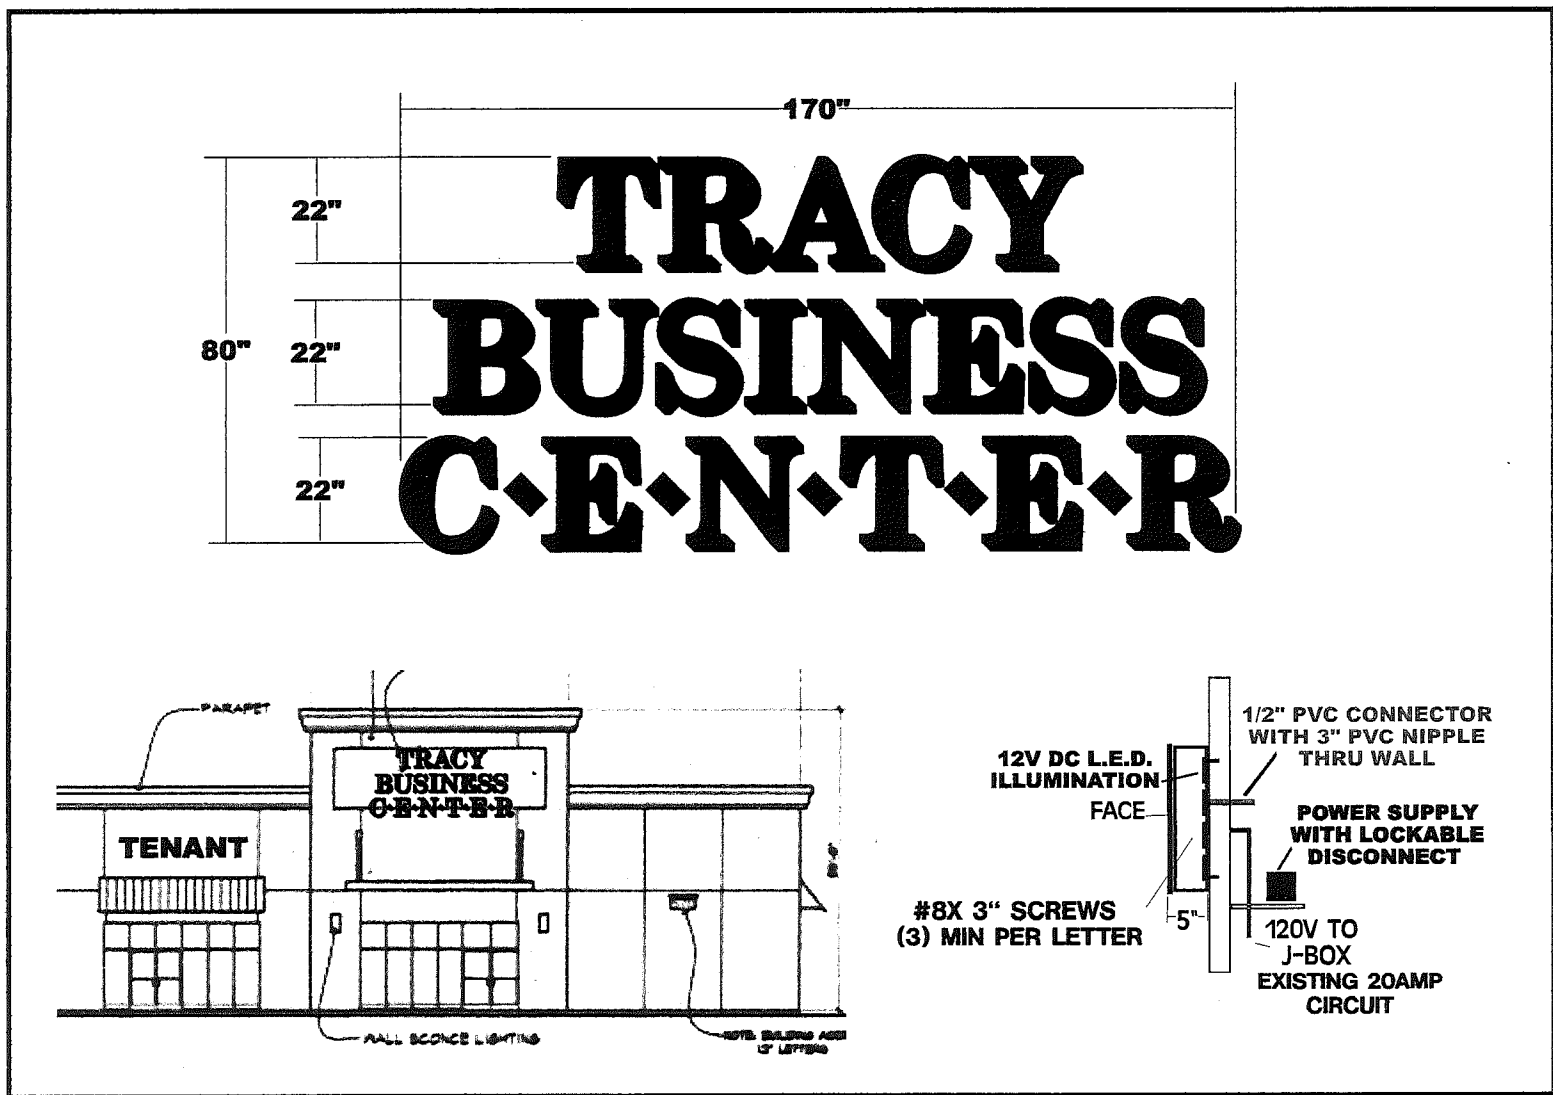 170"
22"
TRACY
80"
22"
BUSINESS
22"
C·E·N·T·E·R
PARAPET
TRACY
BUSINESS
C·E·N·T·E·R
TENANT
WALL SCONCE LIGHTING
12" LETTERS
1/2" PVC CONNECTOR
WITH 3" PVC NIPPLE
THRU WALL
12V DC L.E.D.
ILLUMINATION
FACE
POWER SUPPLY
WITH LOCKABLE
DISCONNECT
#8X 3" SCREWS
(3) MIN PER LETTER
5"
120V TO
J-BOX
EXISTING 20AMP
CIRCUIT